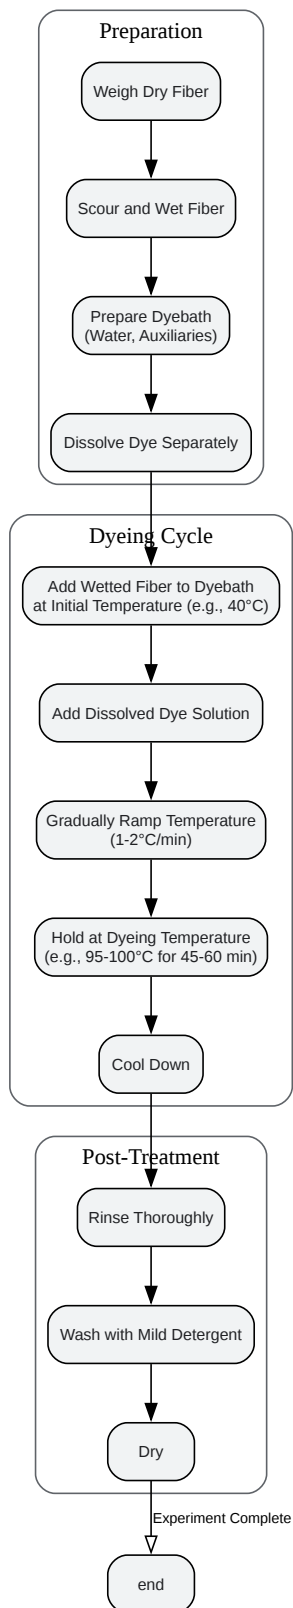 Preparation
Weigh Dry Fiber
Scour and Wet Fiber
Prepare Dyebath
(Water, Auxiliaries)
Dissolve Dye Separately
Dyeing Cycle
Add Wetted Fiber to Dyebath
at Initial Temperature (e.g., 40°C)
Add Dissolved Dye Solution
Gradually Ramp Temperature
(1-2°C/min)
Hold at Dyeing Temperature
(e.g., 95-100°C for 45-60 min)
Cool Down
Post-Treatment
Rinse Thoroughly
Wash with Mild Detergent
Dry
Experiment Complete
end